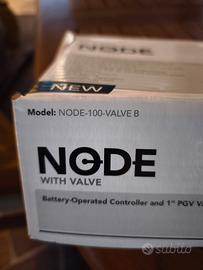 NODE
NEW
Model: NODE-100-VALVE B
NODE
WITH VALVE
Battery-Operated Controller and 1" PGV
subito